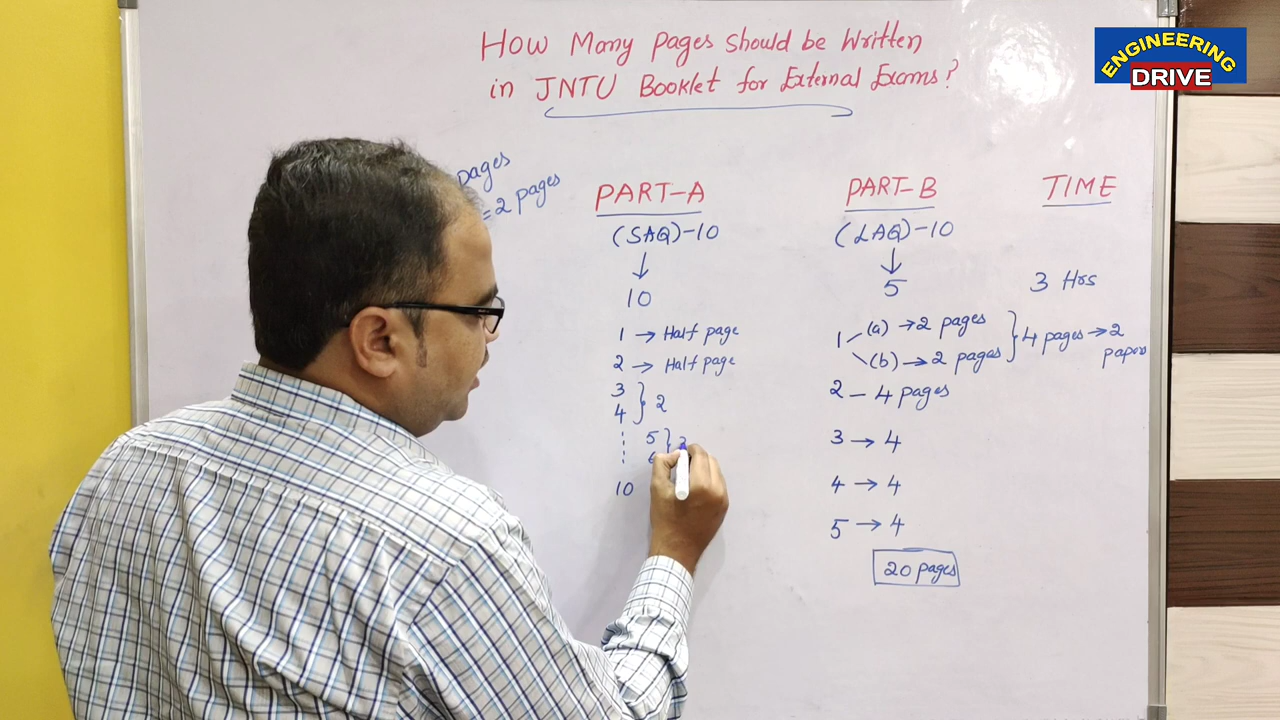 How Many pages should be Written
in JNTU Booklet for External Exams?
ENGINEERING
DRIVE
pages
=2 pages
PART-A
(SAQ)-10
↓
10
1 → Half page
2 → Half page
3
4 } 2
5
10
PART-B
(LAQ)-10
↓
5
1 (a) →2 pages
(b) →2 pages } 4 pages →2
papers
2 - 4 pages
3 → 4
4 → 4
5 → 4
20 pages
TIME
3 Hrs